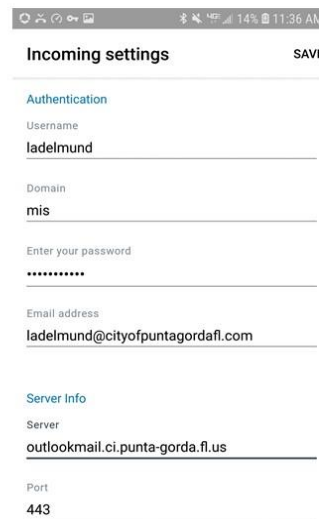 14% 11:36 AM
Incoming settings
SAVE
Authentication
Username
ladelmund
Domain
mis
Enter your password
•••••••••••
Email address
ladelmund@cityofpuntagordafl.com
Server Info
Server
outlookmail.ci.punta-gorda.fl.us
Port
443